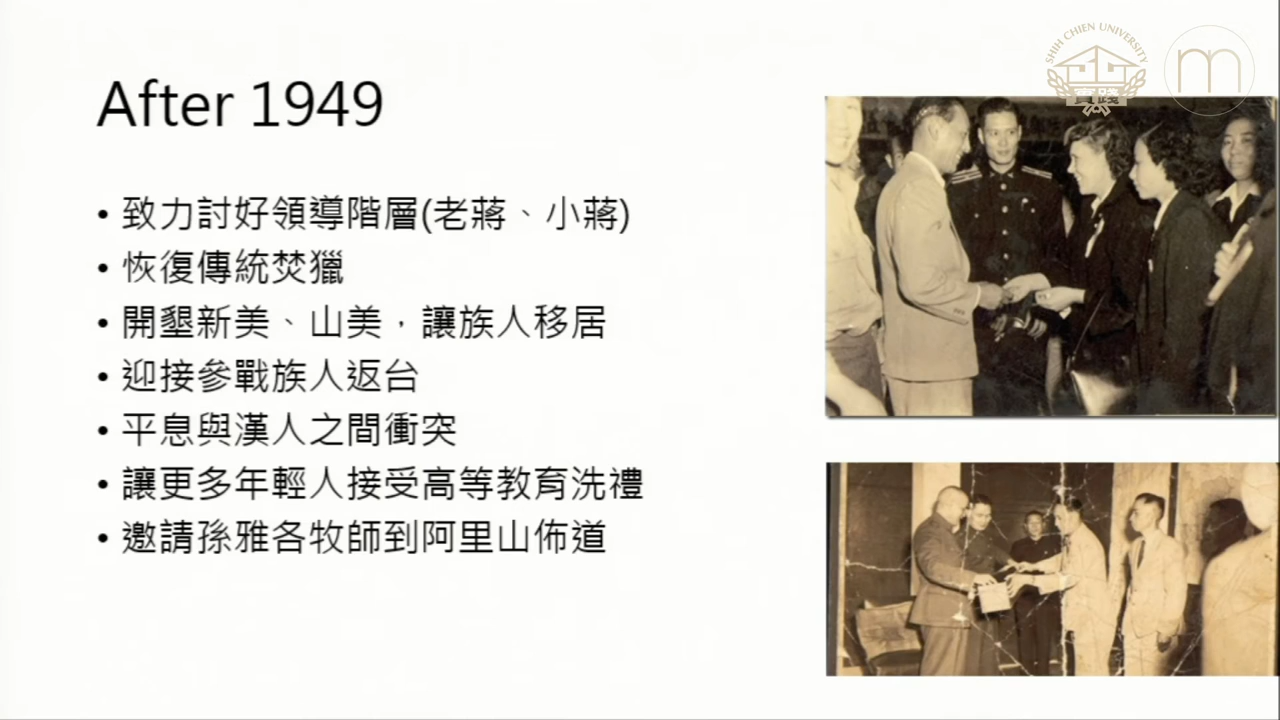 SHIH CHIEN UNIVERSITY
實踐
m
After 1949
• 致力討好領導階層(老蔣、小蔣)
• 恢復傳統焚獵
• 開墾新美、山美，讓族人移居
• 迎接參戰族人返台
• 平息與漢人之間衝突
• 讓更多年輕人接受高等教育洗禮
• 邀請孫雅各牧師到阿里山佈道